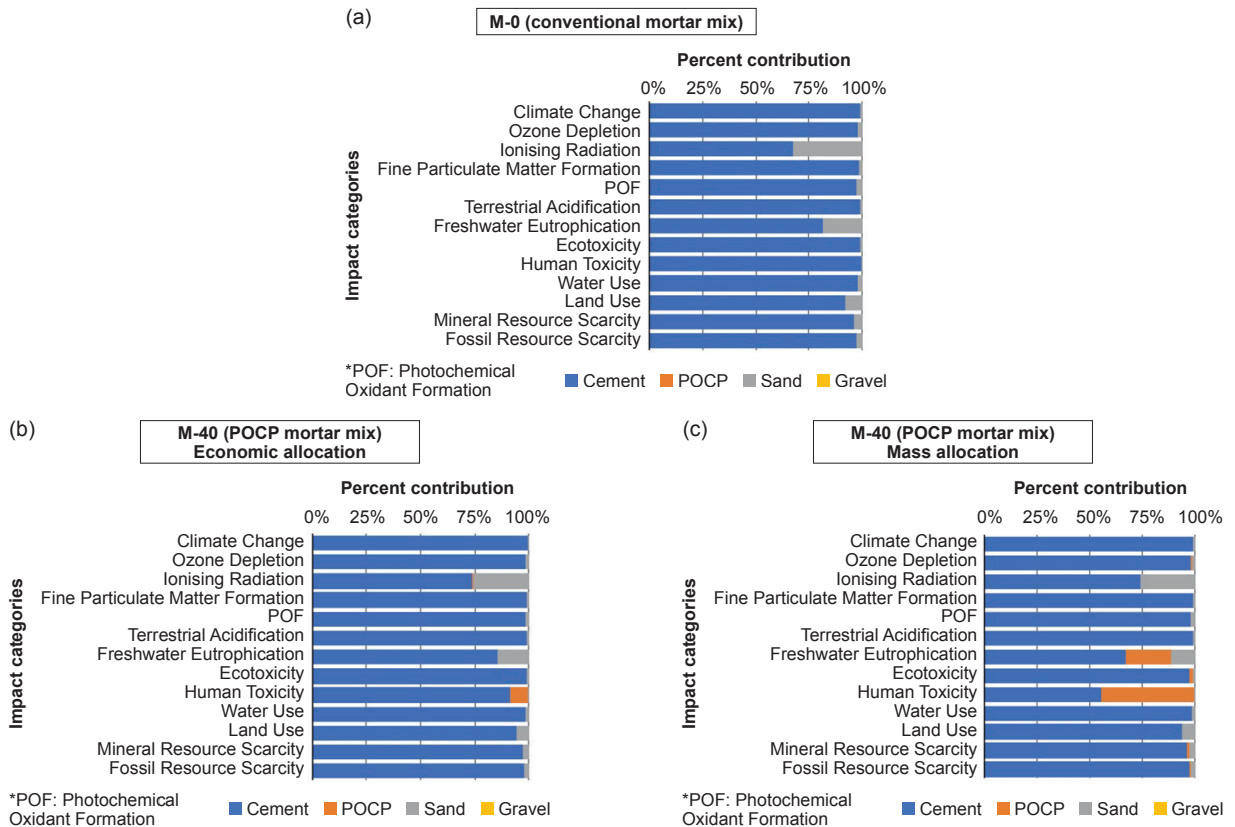 (a)
M-0 (conventional mortar mix)
Percent contribution
0% 25% 50% 75% 100%
Impact categories
Climate Change
Ozone Depletion
Ionising Radiation
Fine Particulate Matter Formation
POF
Terrestrial Acidification
Freshwater Eutrophication
Ecotoxicity
Human Toxicity
Water Use
Land Use
Mineral Resource Scarcity
Fossil Resource Scarcity
*POF: Photochemical
Oxidant Formation
Cement POCP Sand Gravel
(b)
M-40 (POCP mortar mix)
Economic allocation
Percent contribution
0% 25% 50% 75% 100%
Impact categories
Climate Change
Ozone Depletion
Ionising Radiation
Fine Particulate Matter Formation
POF
Terrestrial Acidification
Freshwater Eutrophication
Ecotoxicity
Human Toxicity
Water Use
Land Use
Mineral Resource Scarcity
Fossil Resource Scarcity
*POF: Photochemical
Oxidant Formation
Cement POCP Sand Gravel
(c)
M-40 (POCP mortar mix)
Mass allocation
Percent contribution
0% 25% 50% 75% 100%
Impact categories
Climate Change
Ozone Depletion
Ionising Radiation
Fine Particulate Matter Formation
POF
Terrestrial Acidification
Freshwater Eutrophication
Ecotoxicity
Human Toxicity
Water Use
Land Use
Mineral Resource Scarcity
Fossil Resource Scarcity
*POF: Photochemical
Oxidant Formation
Cement POCP Sand Gravel